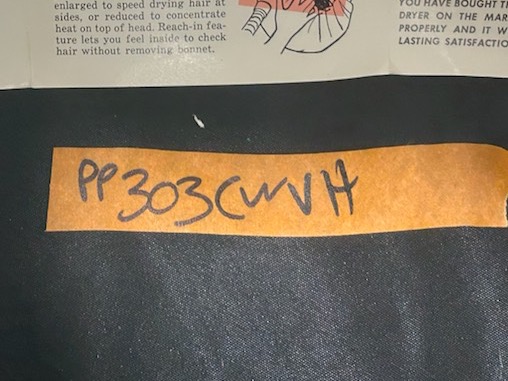 enlarged to speed drying hair at
sides, or reduced to concentrate
heat on top of head. Reach-in fea-
ture lets you feel inside to check
hair without removing bonnet.
YOU HAVE BOUGHT
DRYER ON THE MAR
PROPERLY AND IT W
LASTING SATISFACTIO
PP303CWVH